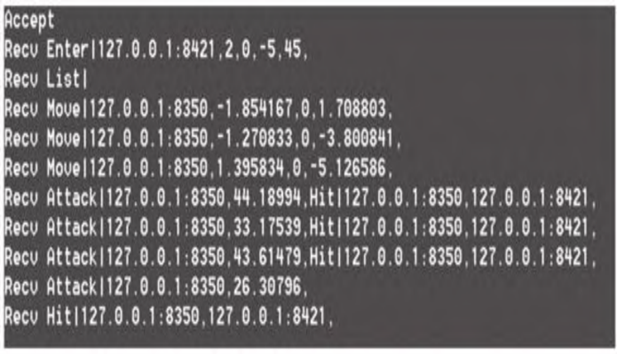 Accept
Recv Enter|127.0.0.1:8421,2,0,-5,45,
Recv List|
Recv Move|127.0.0.1:8350,-1.854167,0,1.708803,
Recv Move|127.0.0.1:8350,-1.270833,0,-3.800841,
Recv Move|127.0.0.1:8350,1.395834,0,-5.126586,
Recv Attack|127.0.0.1:8350,44.18994,Hit|127.0.0.1:8350,127.0.0.1:8421,
Recv Attack|127.0.0.1:8350,33.17539,Hit|127.0.0.1:8350,127.0.0.1:8421,
Recv Attack|127.0.0.1:8350,43.61479,Hit|127.0.0.1:8350,127.0.0.1:8421,
Recv Attack|127.0.0.1:8350,26.30796,
Recv Hit|127.0.0.1:8350,127.0.0.1:8421,